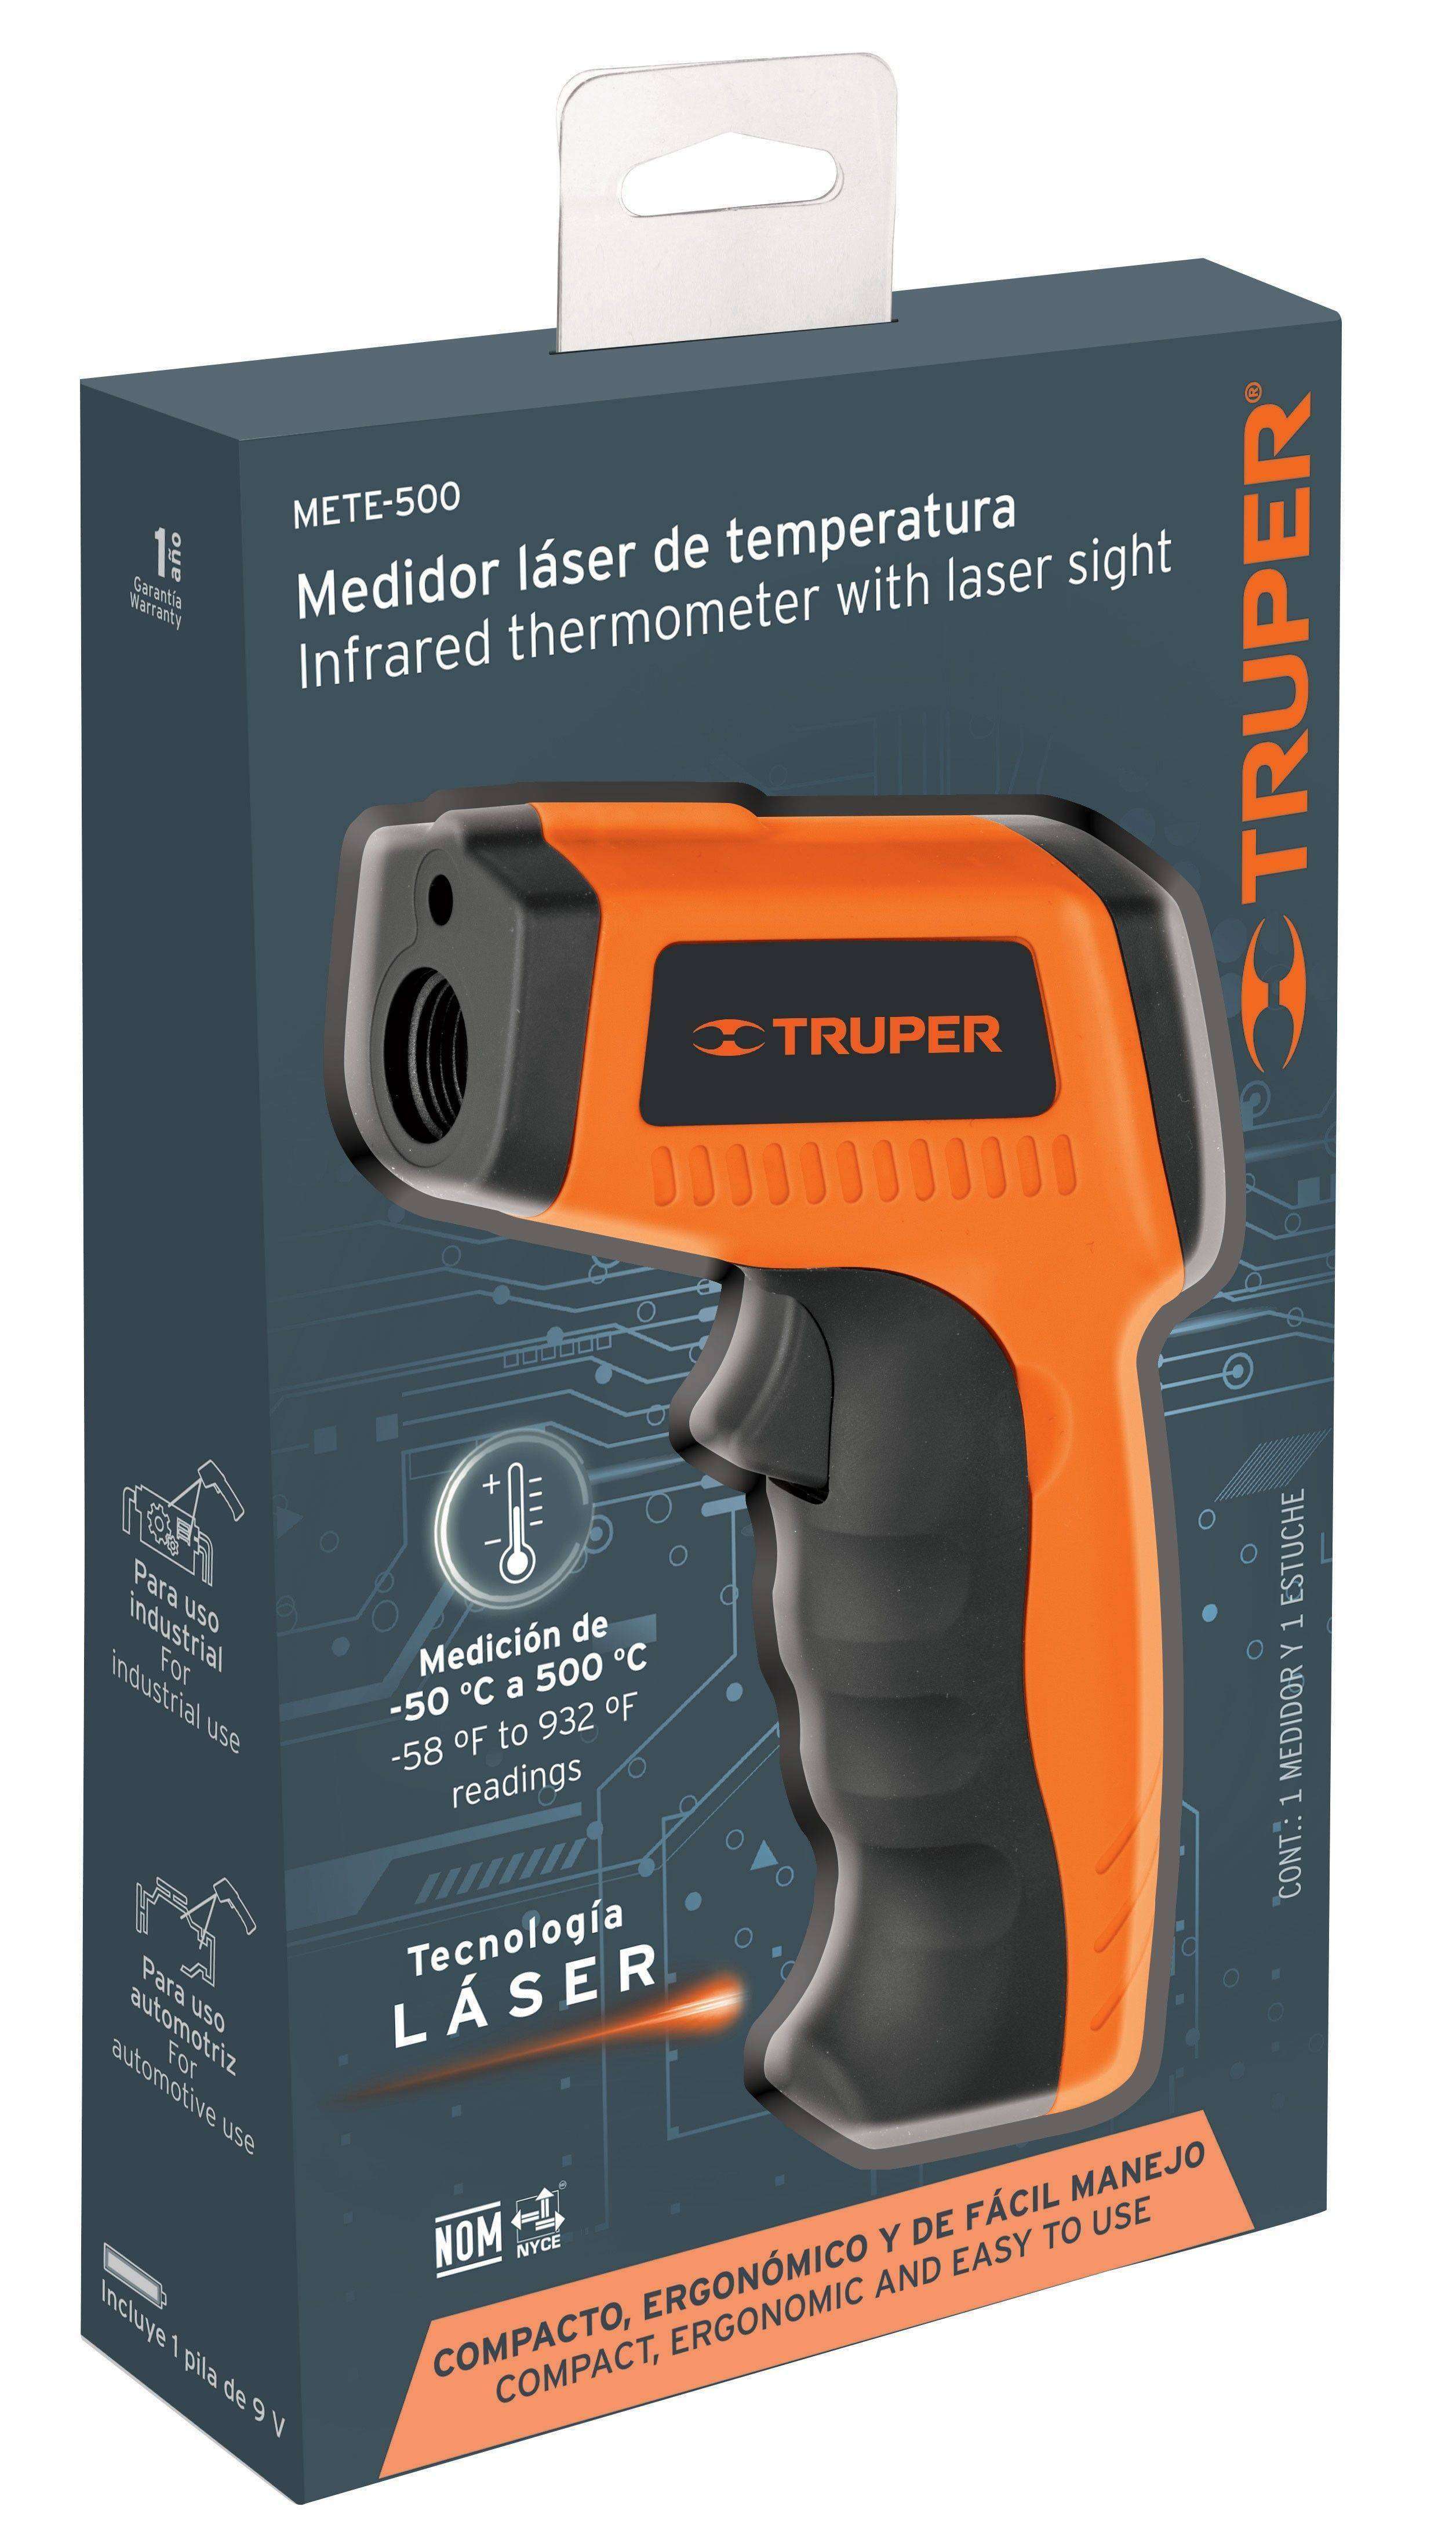 METE-500
Medidor láser de temperatura
Infrared thermometer with laser sight
TRUPER®
TRUPER
1 año
Garantía
Warranty
Para uso
industrial
For
industrial use
Para uso
automotriz
For
automotive use
Incluye 1 pila de 9 V
Medición de
-50 ºC a 500 ºC
-58 ºF to 932 ºF
readings
Tecnología
LÁSER
NOM
NYCE
CONT.: 1 MEDIDOR Y 1 ESTUCHE
COMPACTO, ERGONÓMICO Y DE FÁCIL MANEJO
COMPACT, ERGONOMIC AND EASY TO USE